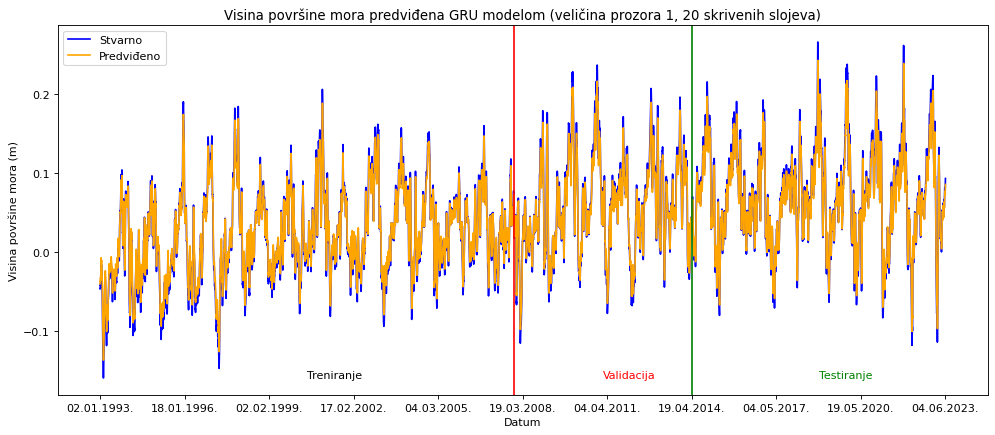 Visina površine mora predviđena GRU modelom (veličina prozora 1, 20 skrivenih slojeva)
Stvarno
Predviđeno
Visina površine mora (m)
0.2
0.1
0.0
−0.1
Treniranje
Validacija
Testiranje
02.01.1993.
18.01.1996.
02.02.1999.
17.02.2002.
04.03.2005.
19.03.2008.
04.04.2011.
19.04.2014.
04.05.2017.
19.05.2020.
04.06.2023.
Datum